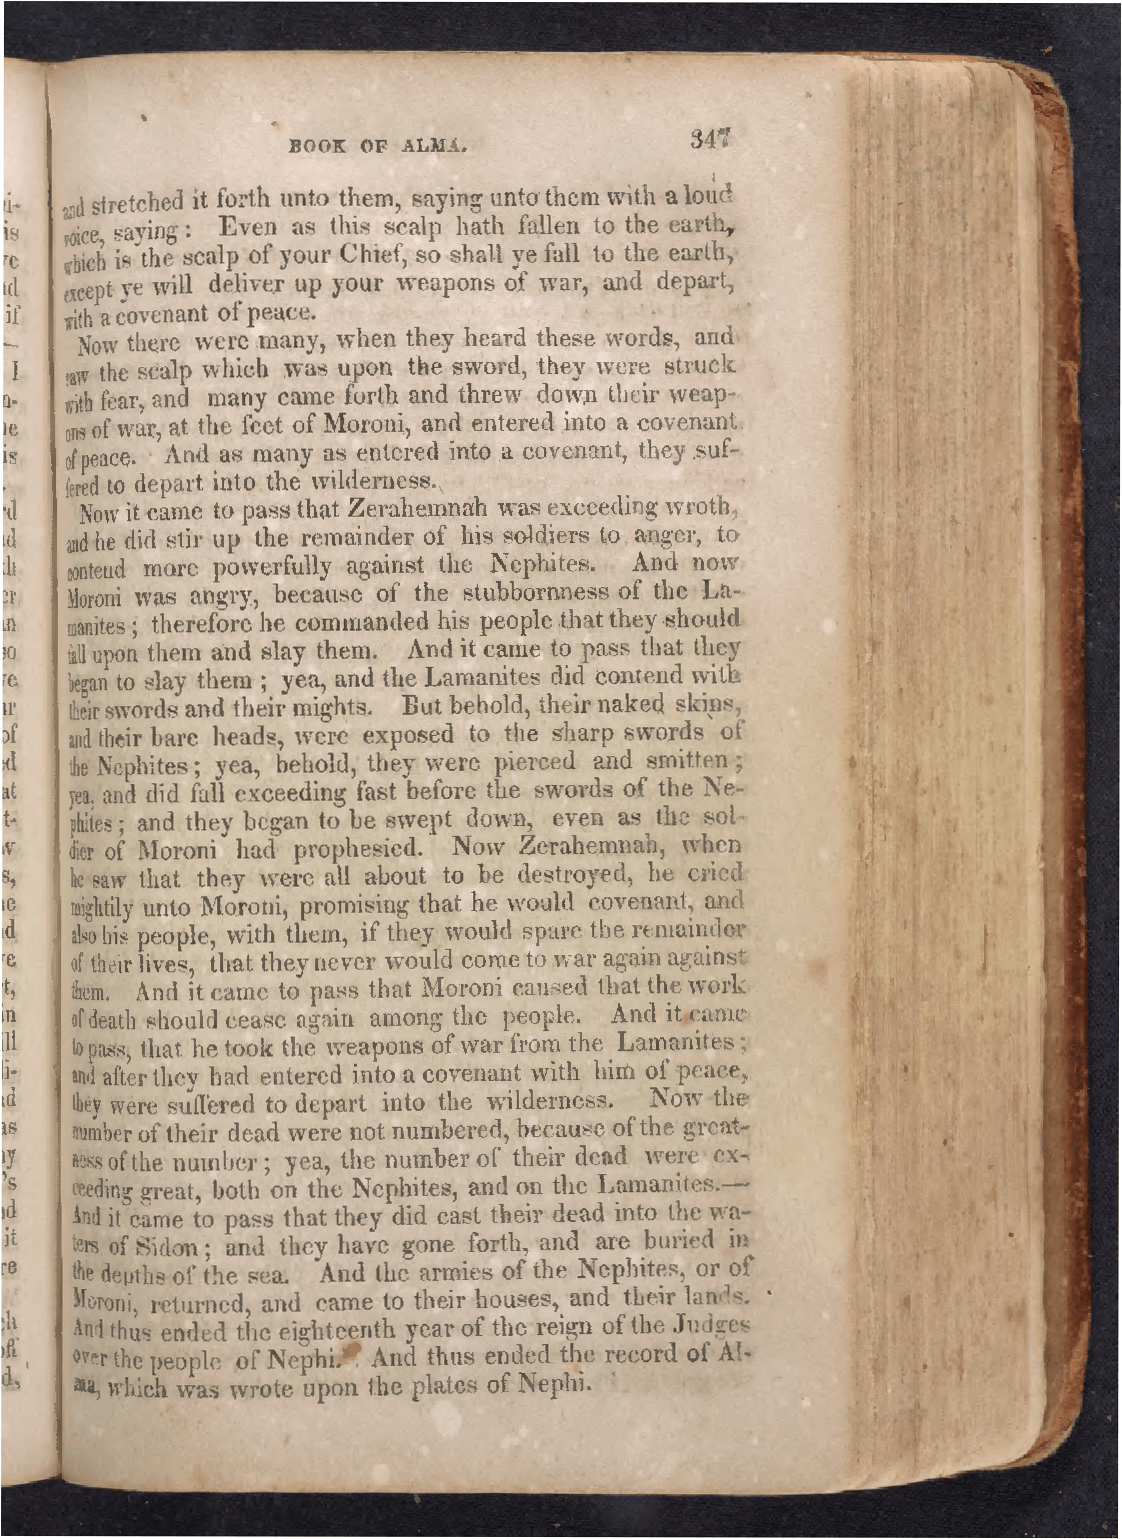 BOOK OF ALMA. 347
and stretched it forth unto them, saying unto them with a loud
voice, saying: Even as this scalp hath fallen to the earth,
which is the scalp of your Chief, so shall ye fall to the earth,
except ye will deliver up your weapons of war, and depart,
with a covenant of peace.
Now there were many, when they heard these words, and
saw the scalp which was upon the sword, they were struck
with fear, and many came forth and threw down their weap-
ons of war, at the feet of Moroni, and entered into a covenant
of peace. And as many as entered into a covenant, they suf-
fered to depart into the wilderness.
Now it came to pass that Zerahemnah was exceeding wroth,
and he did stir up the remainder of his soldiers to anger, to
contend more powerfully against the Nephites. And now
Moroni was angry, because of the stubbornness of the La-
manites; therefore he commanded his people that they should
fall upon them and slay them. And it came to pass that they
began to slay them; yea, and the Lamanites did contend with
their swords and their mights. But behold, their naked skins,
and their bare heads, were exposed to the sharp swords of
the Nephites; yea, behold, they were pierced and smitten;
yea, and did fall exceeding fast before the swords of the Ne-
phites; and they began to be swept down, even as the sol-
dier of Moroni had prophesied. Now Zerahemnah, when
he saw that they were all about to be destroyed, he cried
mightily unto Moroni, promising that he would covenant, and
also his people, with them, if they would spare the remainder
of their lives, that they never would come to war again against
them. And it came to pass that Moroni caused that the work
of death should cease again among the people. And it came
to pass, that he took the weapons of war from the Lamanites;
and after they had entered into a covenant with him of peace,
they were suffered to depart into the wilderness. Now the
number of their dead were not numbered, because of the great-
ness of the number; yea, the number of their dead were ex-
ceeding great, both on the Nephites, and on the Lamanites.—
And it came to pass that they did cast their dead into the wa-
ters of Sidon; and they have gone forth, and are buried in
the depths of the sea. And the armies of the Nephites, or of
Moroni, returned, and came to their houses, and their lands.
And thus ended the eighteenth year of the reign of the Judges
over the people of Nephi. And thus ended the record of Al-
ma, which was wrote upon the plates of Nephi.